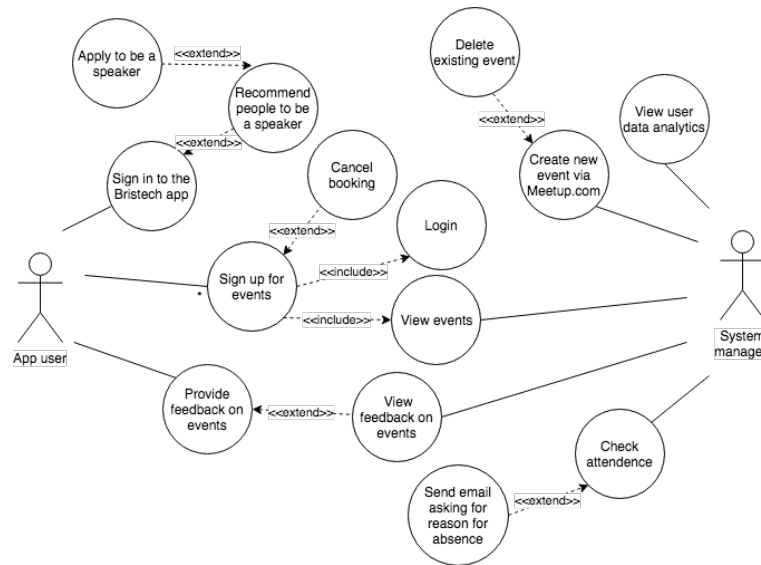 Apply to be a
speaker
<<extend>>
Recommend
people to be
a speaker
<<extend>>
Sign in to the
Bristech app
Delete
existing event
<<extend>>
Create new
event via
Meetup.com
View user
data analytics
Cancel
booking
<<extend>>
Login
Sign up for
events
<<include>>
<<include>>
View events
*
App user
System
manager
Provide
feedback on
events
<<extend>>
View
feedback on
events
Check
attendence
Send email
asking for
reason for
absence
<<extend>>